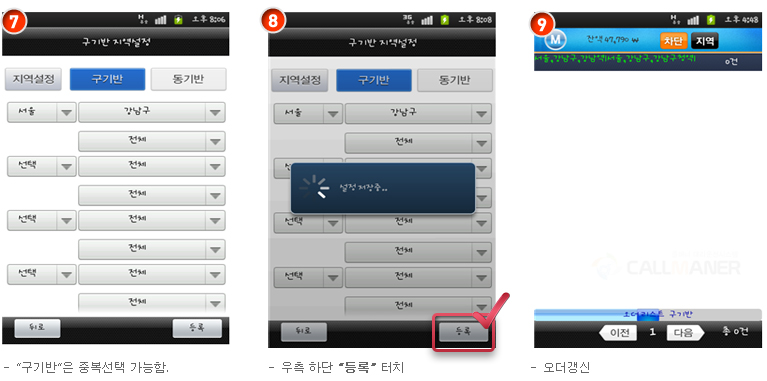 7
H 오후 8:06
구기반 지역설정
지역설정 구기반 동기반
서울 강남구
전체
선택 전체
전체
선택 전체
전체
선택 전체
전체
뒤로 등록
- "구기반"은 중복선택 가능함.
8
3G 오후 8:08
구기반 지역설정
지역설정 구기반 동기반
서울 강남구
전체
전체
설정 저장중..
선택 전체
전체
선택 전체
전체
뒤로 등록
- 우측 하단 "등록" 터치
9
H 오후 4:48
M 잔액 47,790 ₩ 차단 지역
서울,강남구,강남역|서울,강남구,강남구청역| 0건
CALLMANER
오더리스트 구기반
이전 1 다음 총 0건
- 오더갱신